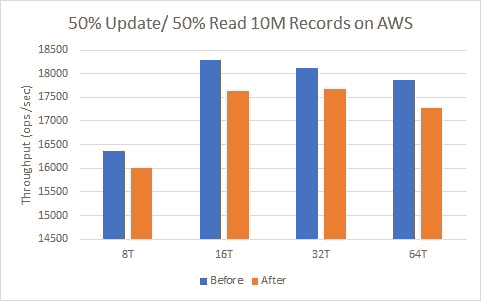 50% Update/ 50% Read 10M Records on AWS
Throughput (ops /sec)
18500
18000
17500
17000
16500
16000
15500
15000
14500
8T 16T 32T 64T
Before After